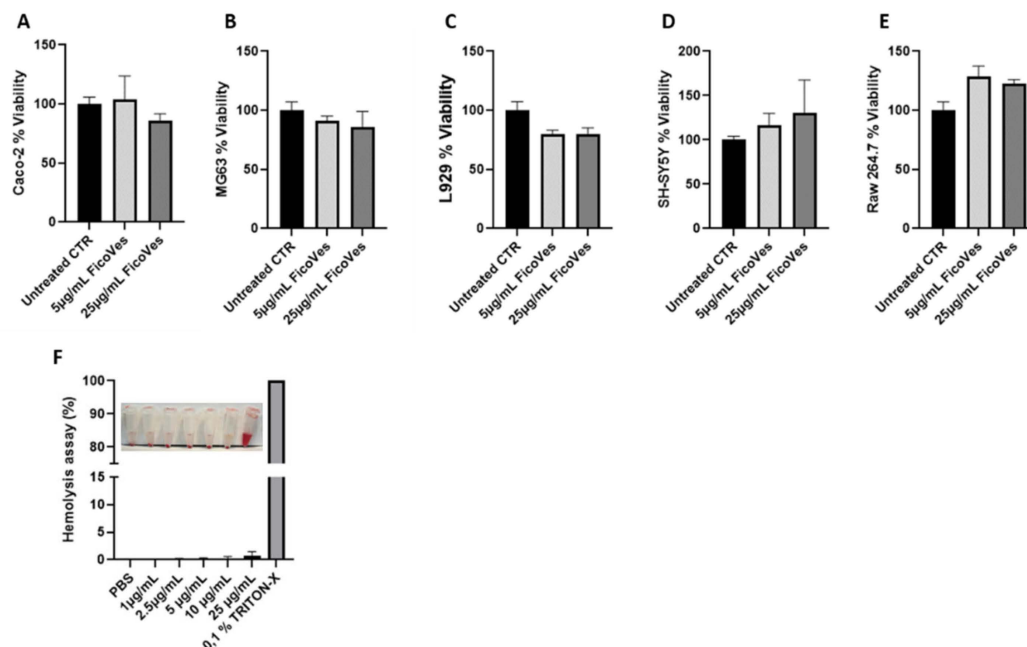 A
150
100
50
0
Caco-2 % Viability
Untreated CTR
5µg/mL FicoVes
25µg/mL FicoVes
B
150
100
50
0
MG63 % Viability
Untreated CTR
5µg/mL FicoVes
25µg/mL FicoVes
C
150
100
50
0
L929 % Viability
Untreated CTR
5µg/mL FicoVes
25µg/mL FicoVes
D
200
150
100
50
0
SH-SY5Y % Viability
Untreated CTR
5µg/mL FicoVes
25µg/mL FicoVes
E
150
100
50
0
Raw 264.7 % Viability
Untreated CTR
5µg/mL FicoVes
25µg/mL FicoVes
F
100
90
80
15
10
5
0
Hemolysis assay (%)
PBS
1µg/mL
2.5µg/mL
5 µg/mL
10 µg/mL
25 µg/mL
0,1 % TRITON-X